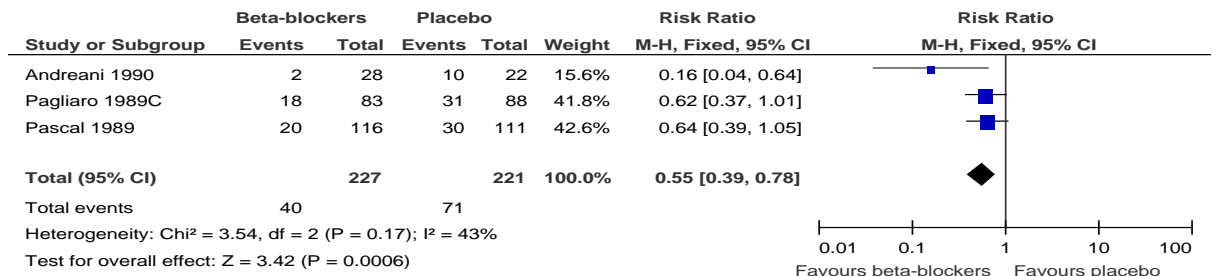 Beta-blockers Placebo Risk Ratio Risk Ratio
Study or Subgroup Events Total Events Total Weight M-H, Fixed, 95% CI M-H, Fixed, 95% CI
Andreani 1990 2 28 10 22 15.6% 0.16 [0.04, 0.64]
Pagliaro 1989C 18 83 31 88 41.8% 0.62 [0.37, 1.01]
Pascal 1989 20 116 30 111 42.6% 0.64 [0.39, 1.05]
Total (95% CI) 227 221 100.0% 0.55 [0.39, 0.78]
Total events 40 71
Heterogeneity: Chi² = 3.54, df = 2 (P = 0.17); I² = 43%
Test for overall effect: Z = 3.42 (P = 0.0006)
0.01 0.1 1 10 100
Favours beta-blockers Favours placebo